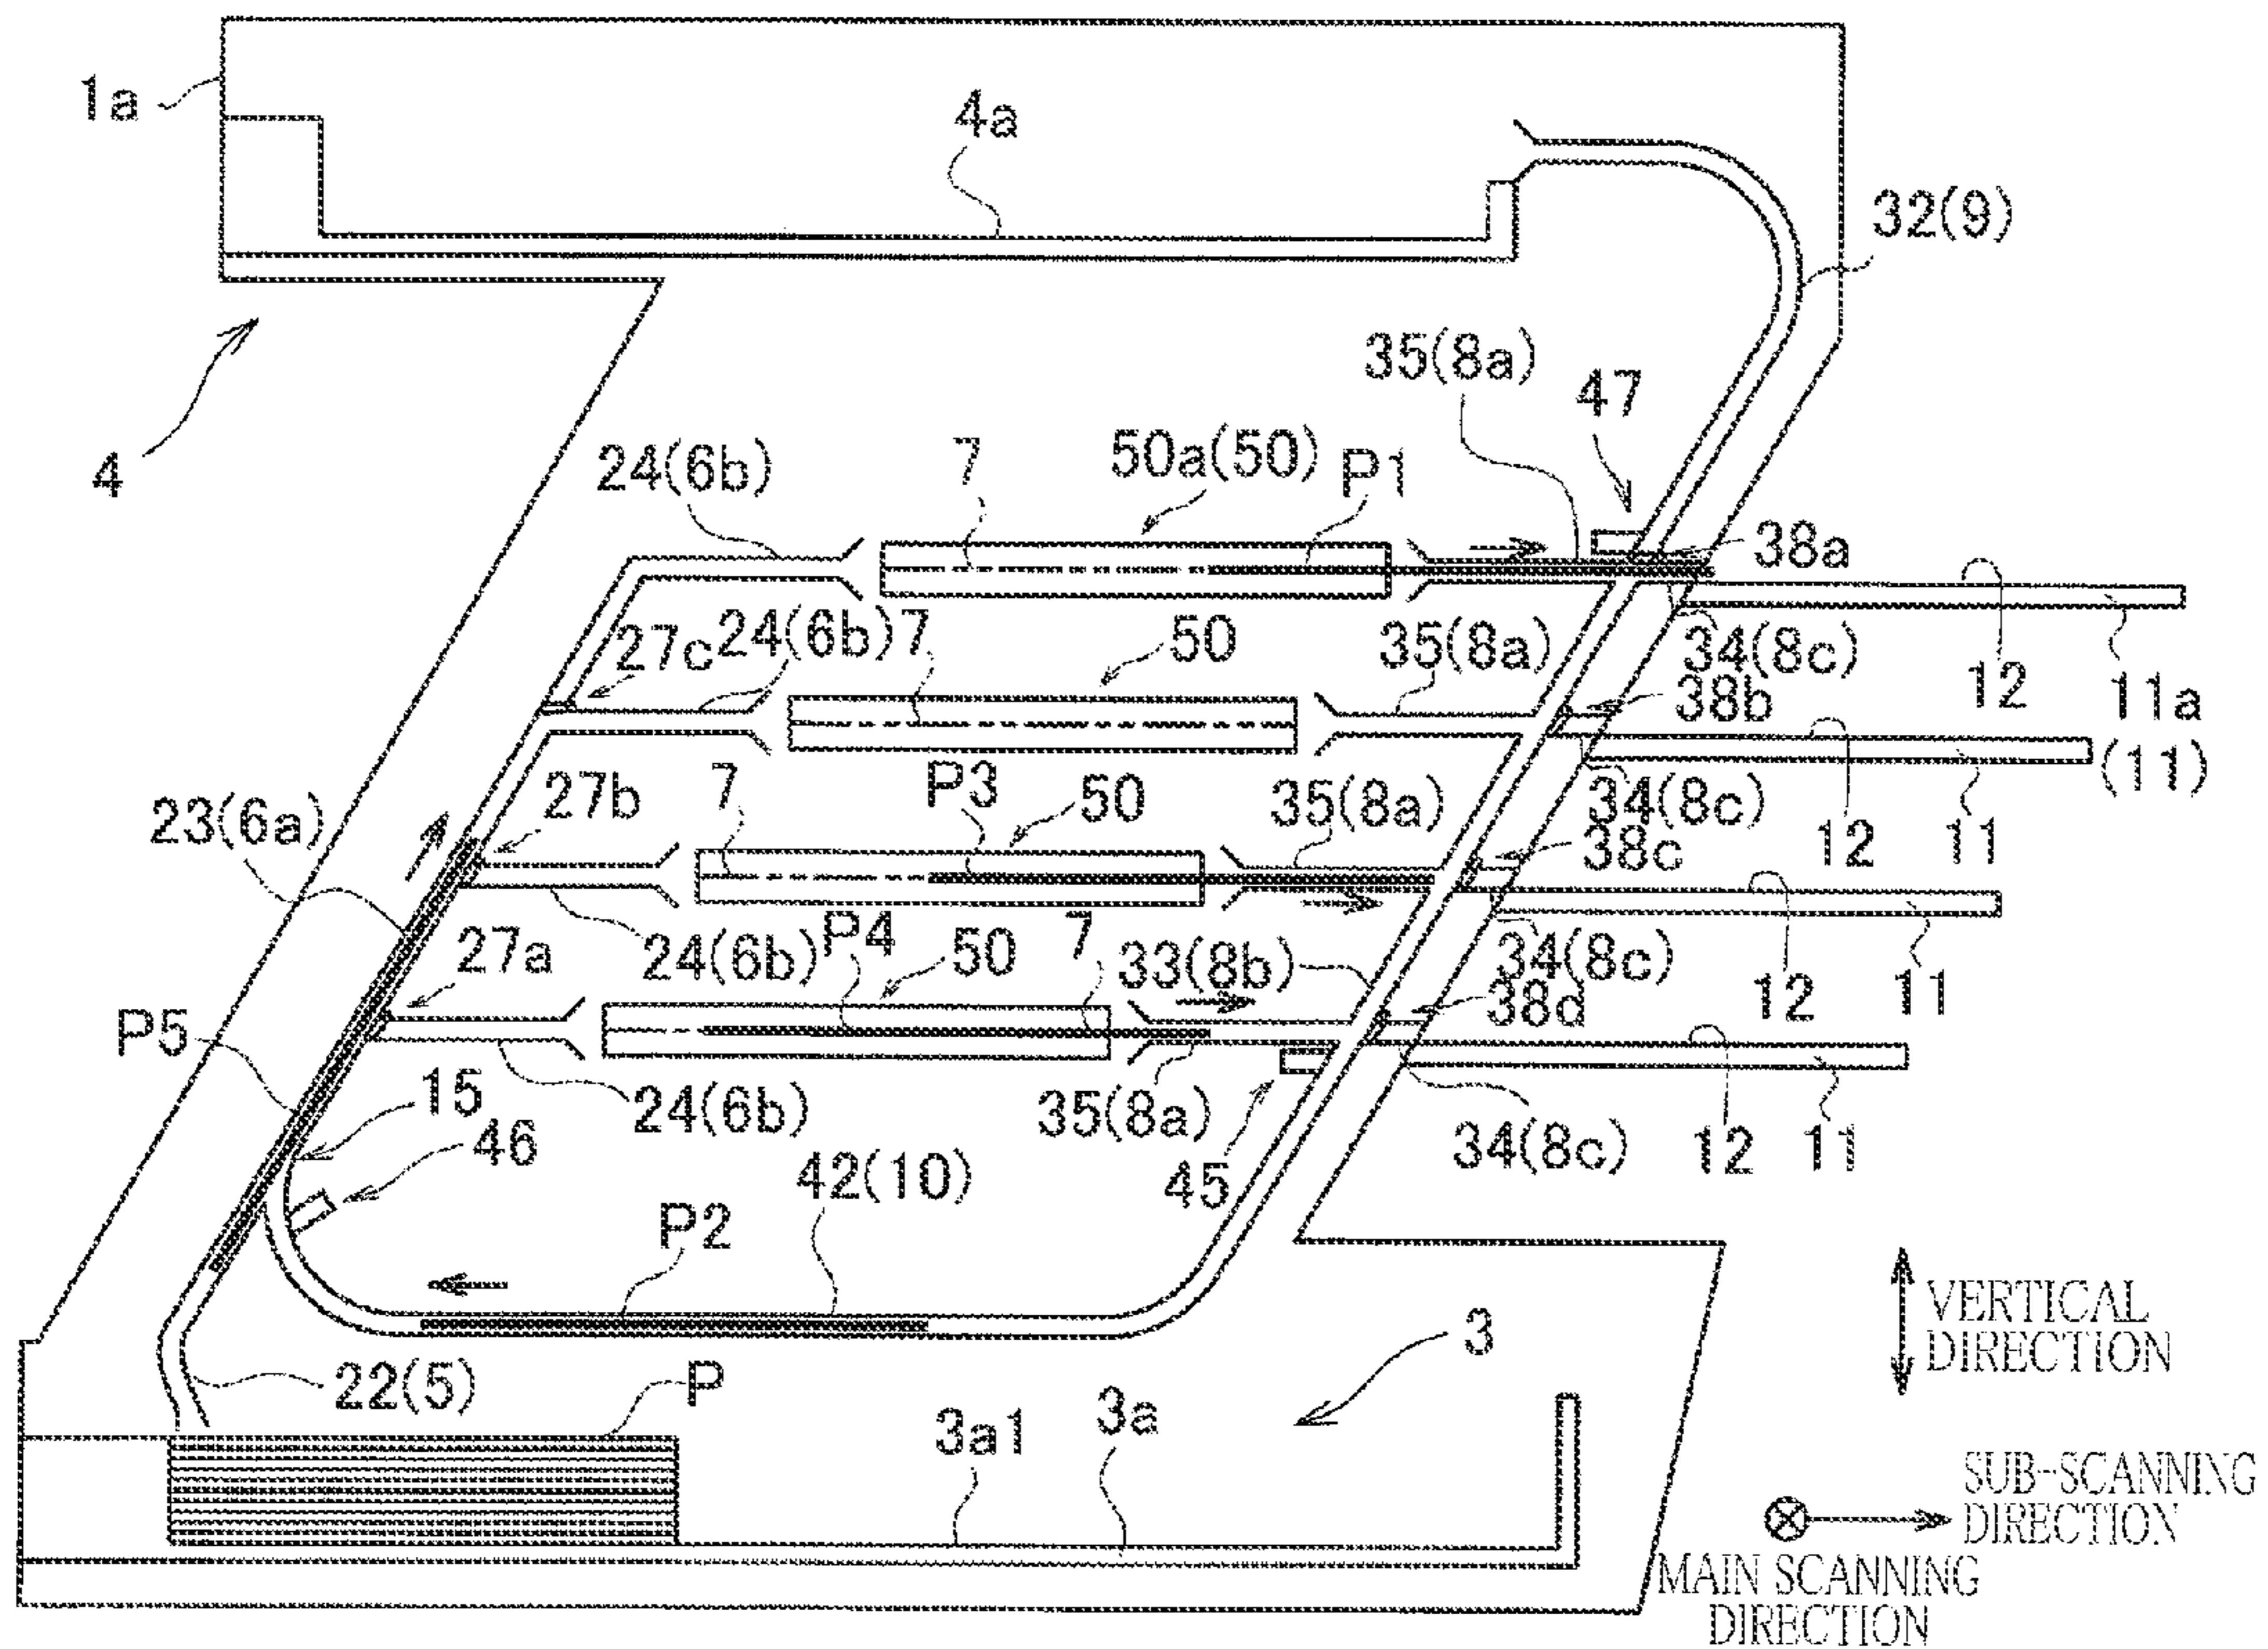 1a
4a
32(9)
35(8a)
47
4
24(6b)
7
50a(50)
P1
38a
27c
24(6b)
7
50
35(8a)
34(8c)
12
11a
(11)
38b
23(6a)
27b
7
P3
50
35(8a)
34(8c)
12
11
38c
27a
24(6b)
P4
50
7
33(8b)
34(8c)
12
11
38d
P5
15
46
24(6b)
35(8a)
45
34(8c)
12
11
42(10)
P2
3
22(5)
P
3a1
3a
VERTICAL
DIRECTION
SUB-SCANNING
DIRECTION
MAIN SCANNING
DIRECTION